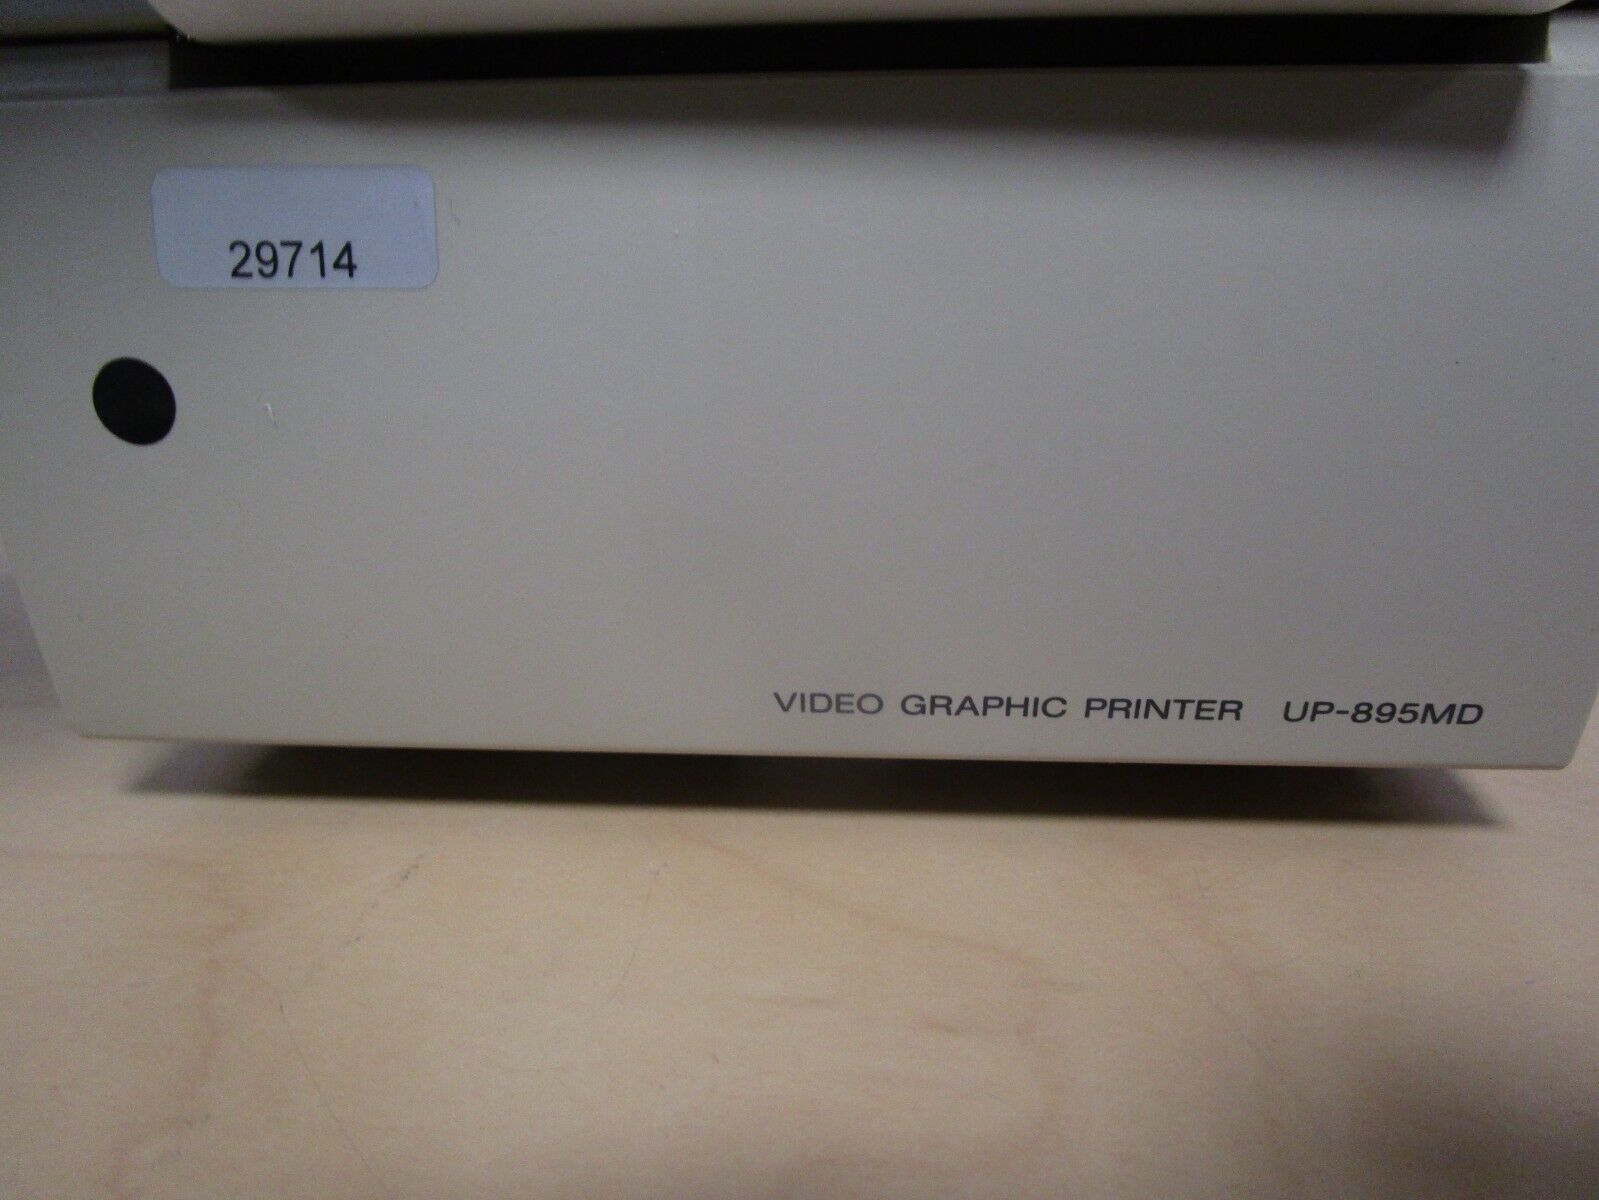 29714
VIDEO GRAPHIC PRINTER UP-895MD